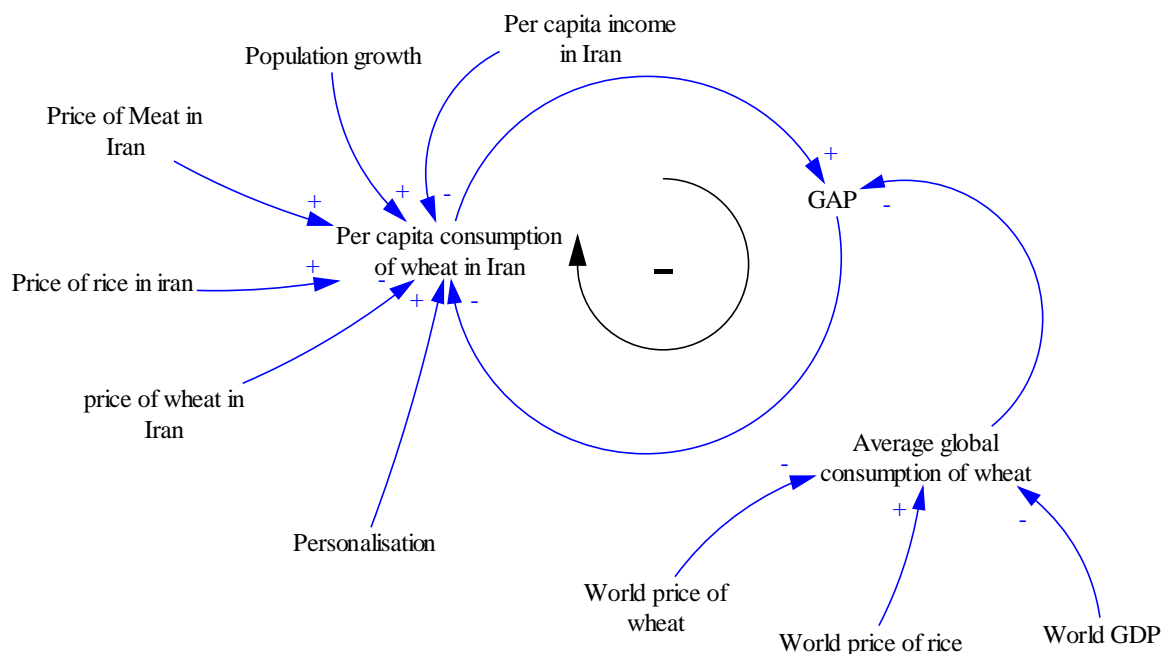 Per capita income
in Iran
Population growth
Price of Meat in
Iran
+
+
-
+
GAP
-
Per capita consumption
of wheat in Iran
Price of rice in iran
+
-
+
-
-
price of wheat in
Iran
Average global
consumption of wheat
-
+
-
Personalisation
World price of
wheat
World price of rice
World GDP